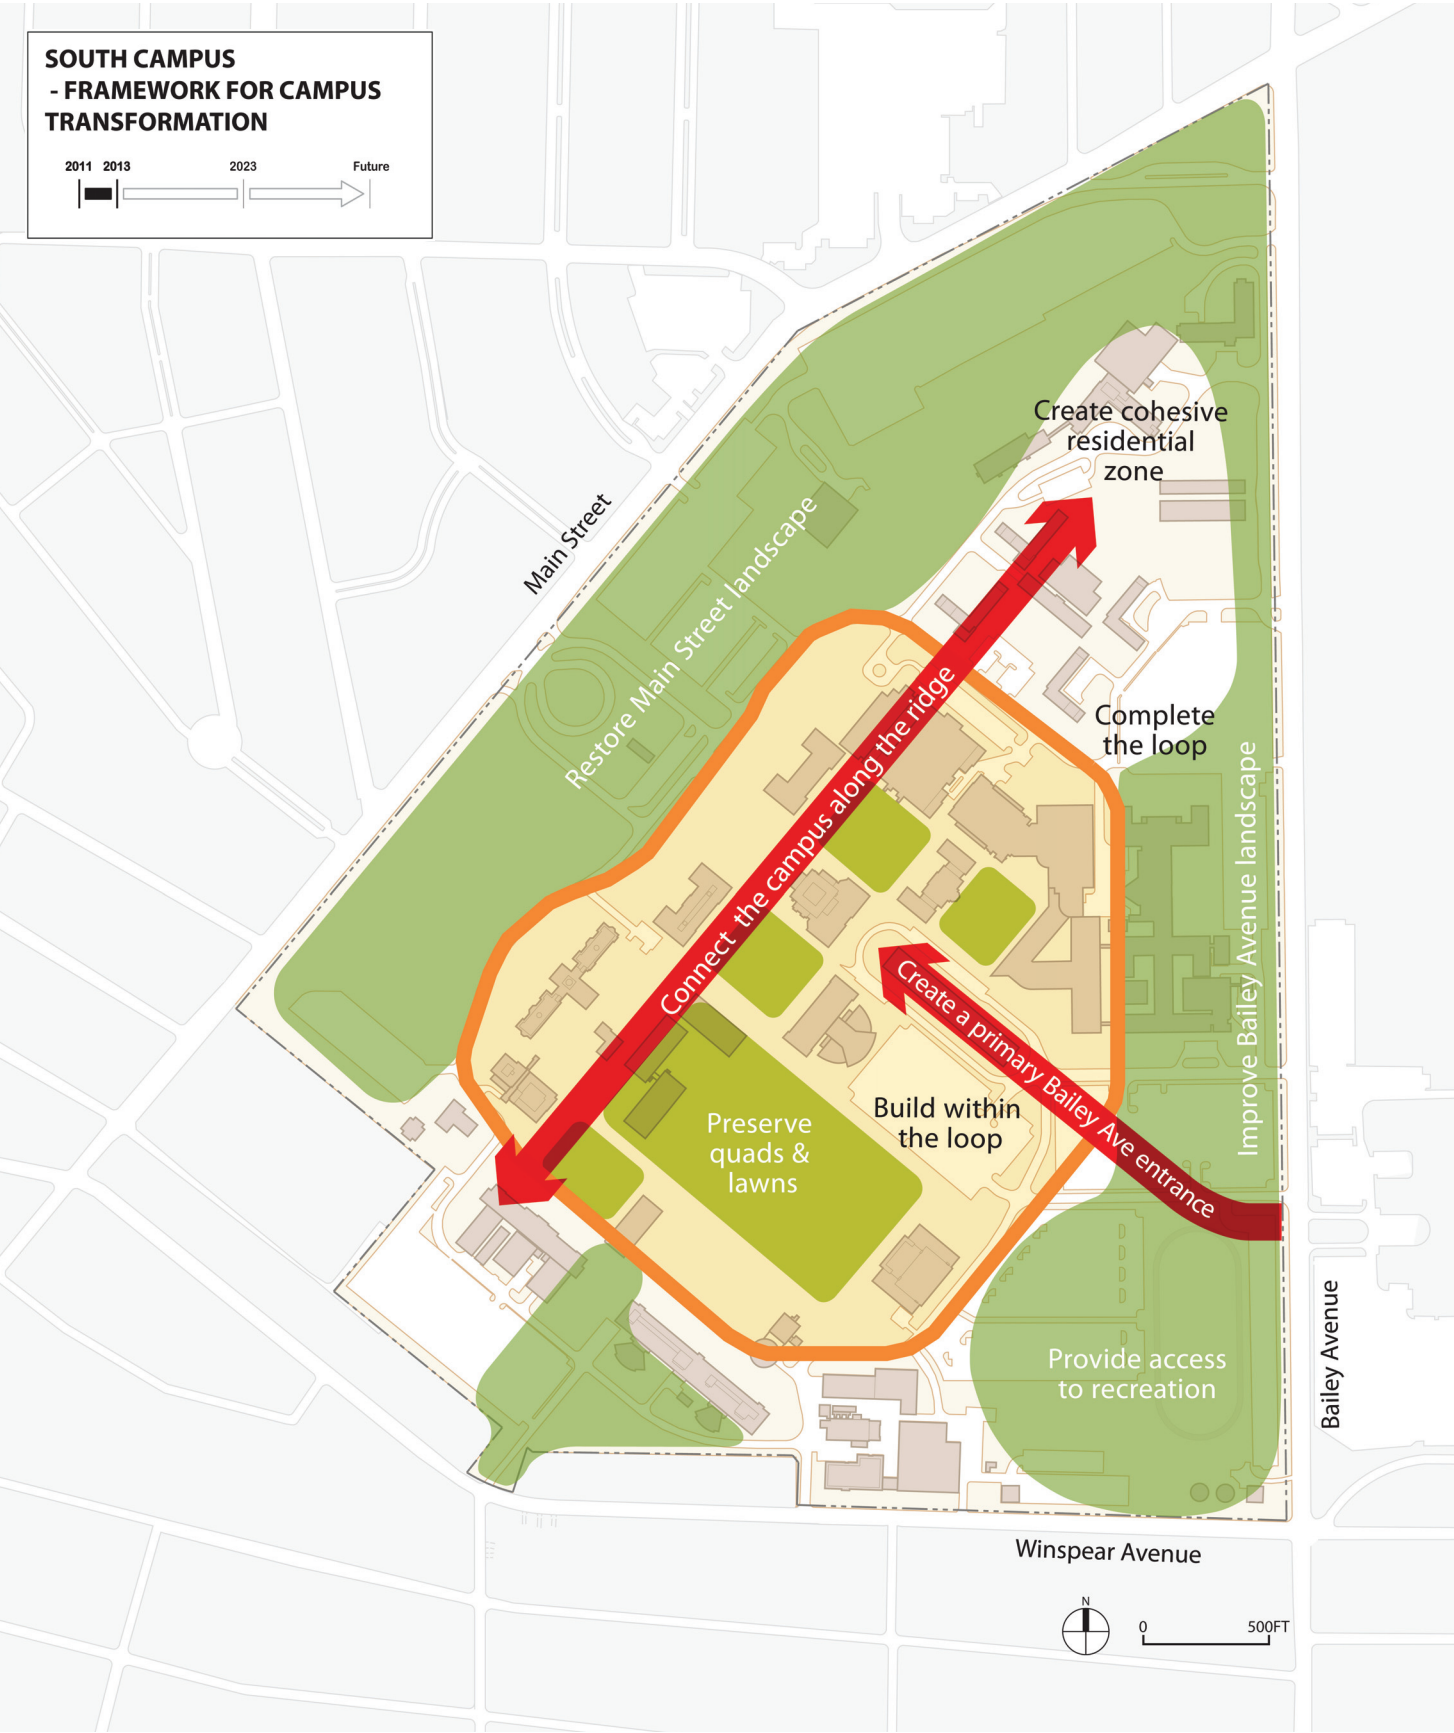 SOUTH CAMPUS
- FRAMEWORK FOR CAMPUS
TRANSFORMATION
2011 2013 2023 Future
Create cohesive
residential
zone
Main Street
Restore Main Street landscape
Complete
the loop
Connect the campus along the ridge
Improve Bailey Avenue landscape
Create a primary Bailey Ave entrance
Build within
the loop
Preserve
quads &
lawns
Provide access
to recreation
Bailey Avenue
Winspear Avenue
N
0 500FT